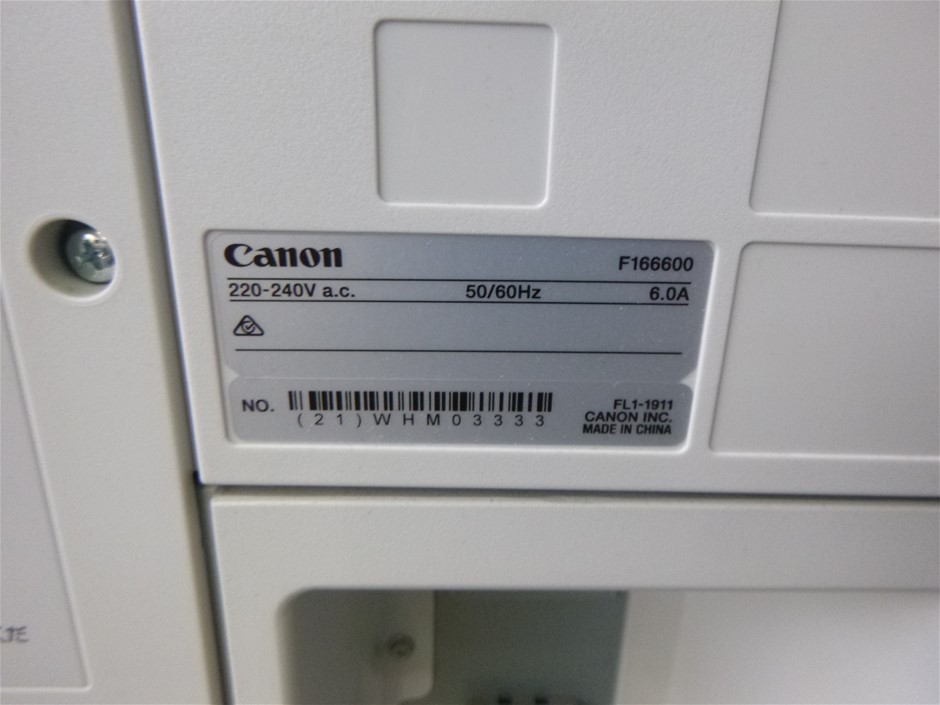 Canon
F166600
220-240V a.c. 50/60Hz 6.0A
NO. (21)WHM03333
FL1-1911
CANON INC.
MADE IN CHINA